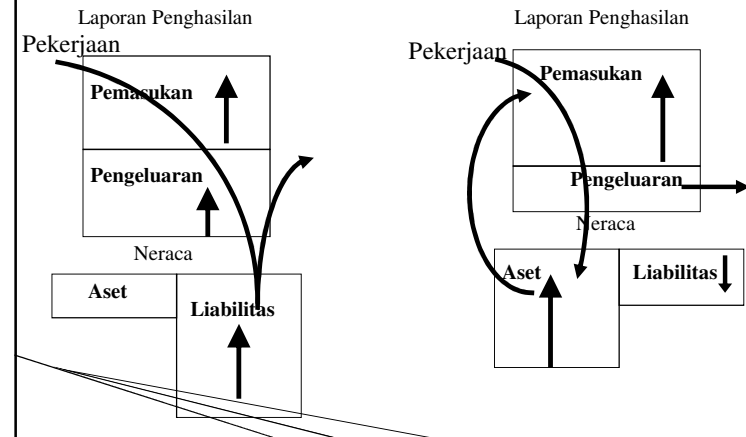 Laporan Penghasilan
Pekerjaan
Pemasukan
Pengeluaran
Neraca
Aset
Liabilitas
Laporan Penghasilan
Pekerjaan
Pemasukan
Pengeluaran
Neraca
Aset
Liabilitas